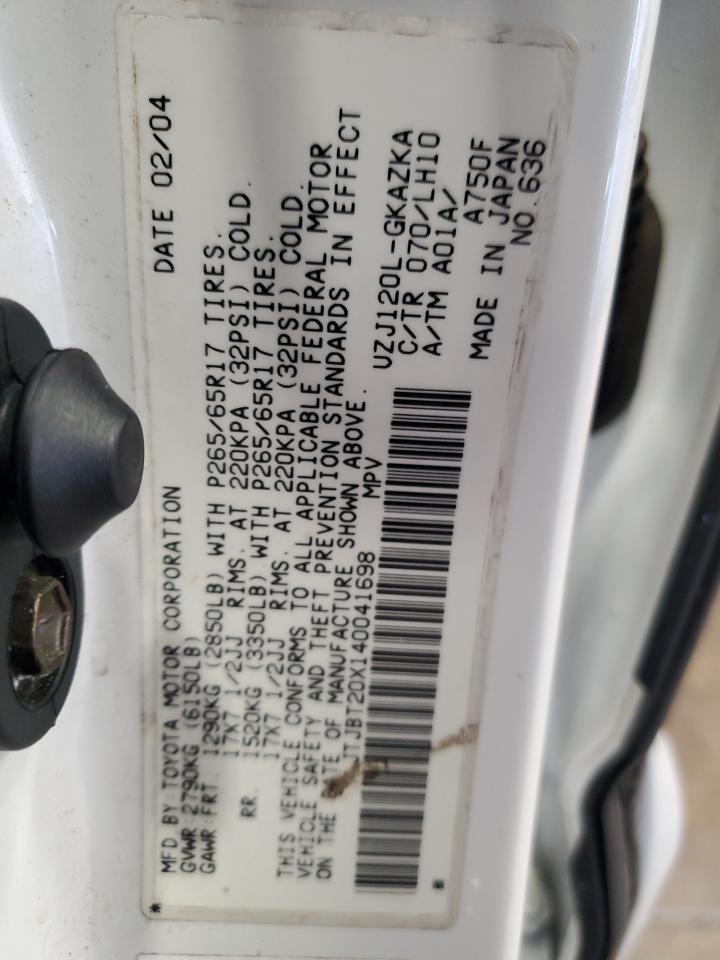 MFD BY:TOYOTA MOTOR CORPORATION DATE 02/04
GVWR:2790KG (6150LB)
GAWR:FRT. 1290KG (2850LB) WITH P265/65R17 TIRES.
17X7 1/2JJ RIMS. AT 220KPA (32PSI) COLD.
RR. 1520KG (3350LB) WITH P265/65R17 TIRES.
17X7 1/2JJ RIMS. AT 220KPA (32PSI) COLD.
THIS VEHICLE CONFORMS TO ALL APPLICABLE FEDERAL MOTOR
VEHICLE SAFETY AND THEFT PREVENTION STANDARDS IN EFFECT
ON THE DATE OF MANUFACTURE SHOWN ABOVE.
JTJBT20X140041698 MPV
UZJ120L-GKAZKA
C/TR 070/LH10
A/TM A01A/ A750F
MADE IN JAPAN
NO.636